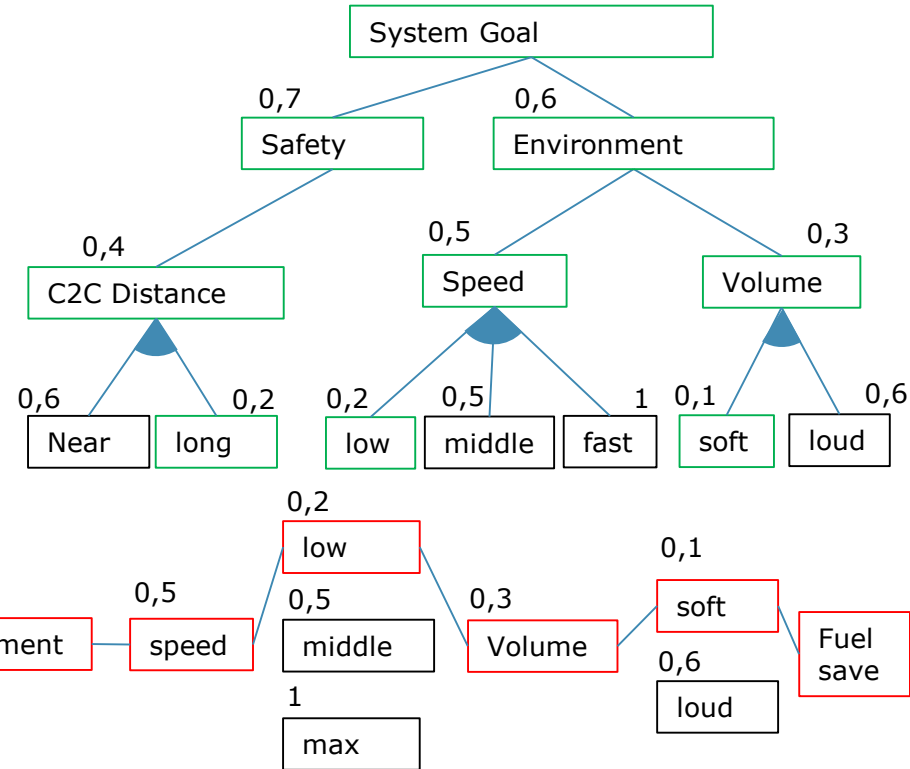 System Goal
0,7
0,6
Safety
Environment
0,4
0,5
0,3
C2C Distance
Speed
Volume
0,6
0,2
0,2
0,5
1
0,1
0,6
Near
long
low
middle
fast
soft
loud
0,2
low
0,1
soft
0,5
0,5
0,3
ment
speed
middle
Volume
Fuel
save
0,6
loud
1
max